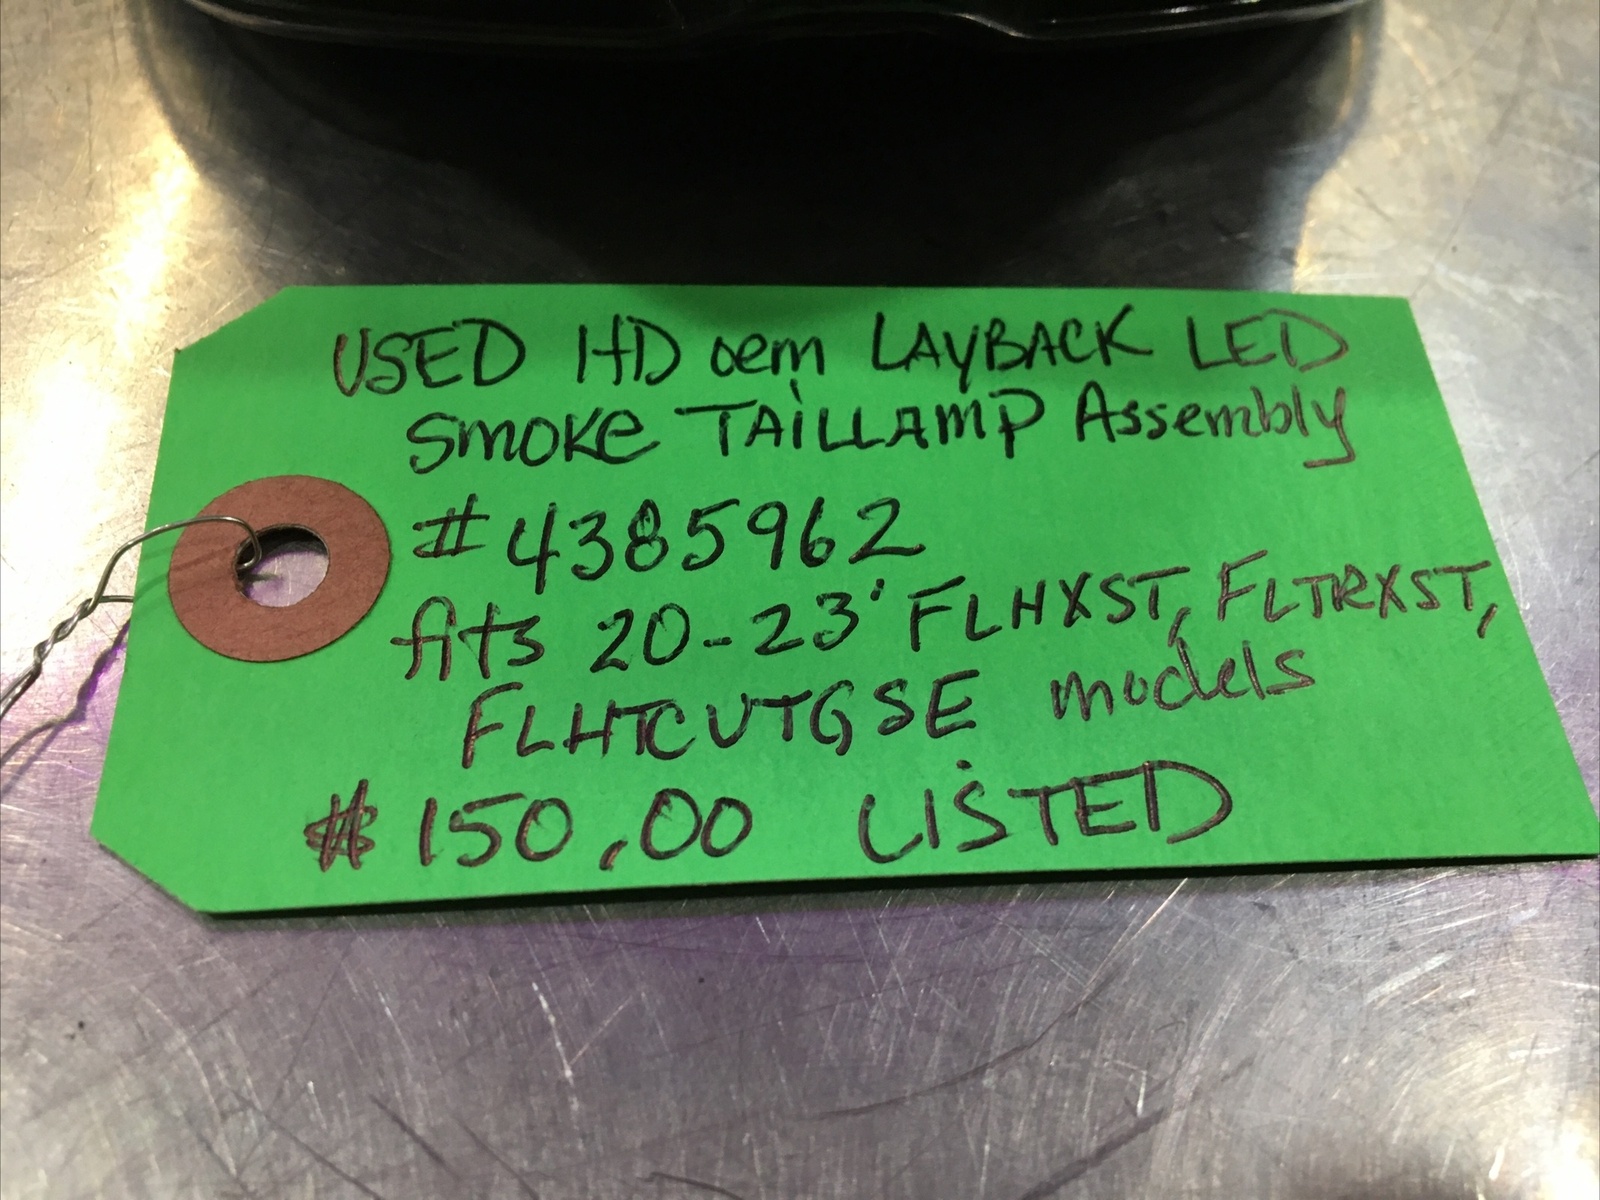 USED HD oem LAYBACK LED
Smoke TAiLLAmp Assembly
#4385962
fits 20-23' FLHXST, FLTRXST,
FLHTCUTGSE models
$150.00 LiSTED